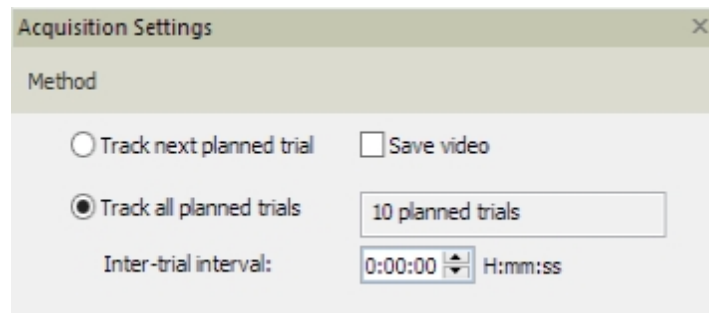 Acquisition Settings
Method
Track next planned trial Save video
Track all planned trials 10 planned trials
Inter-trial interval: 0:00:00 H:mm:ss